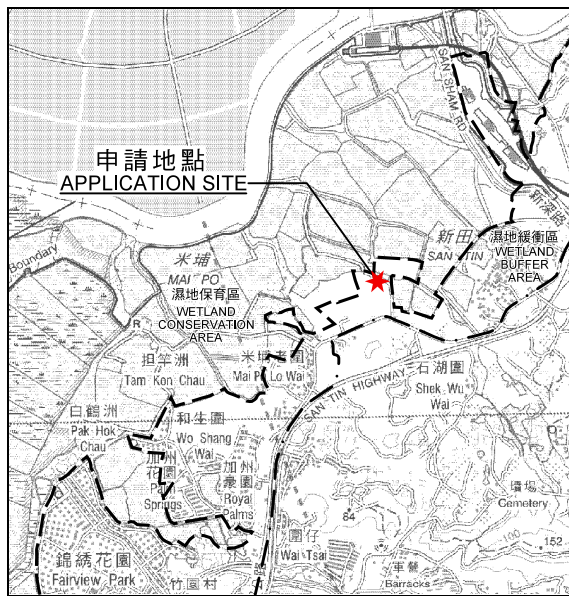 SAN SHAM RD
新深路
申請地點
APPLICATION SITE
新田
SAN TIN
濕地緩衝區
WETLAND
BUFFER
AREA
米埔
MAI PO
Boundary
濕地保育區
WETLAND
CONSERVATION
AREA
R
担竿洲
Tam Kon Chau
米埔老圍
Mai Po Lo Wai
SAN TIN HIGHWAY
石湖圍
Shek Wu
Wai
白鶴洲
Pak Hok
Chau
和生圍
Wo Shang
Wai
花園
Springs
加州
豪園
Royal
Palms
墳場
Cemetery
84
100
152
圍仔
Wai Tsai
軍營
Barracks
錦綉花園
Fairview Park
竹園村